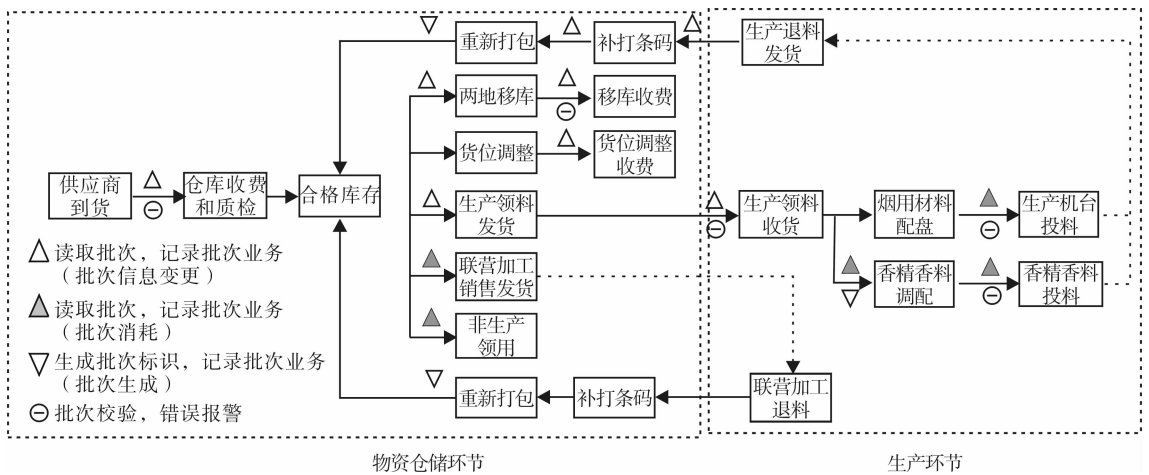 重新打包
补打条码
生产退料
发货
两地移库
移库收费
货位调整
货位调整
收费
供应商
到货
仓库收费
和质检
合格库存
生产领料
发货
生产领料
收货
烟用材料
配盘
生产机台
投料
联营加工
销售发货
香精香料
调配
香精香料
投料
非生产
领用
读取批次，记录批次业务
（批次信息变更）
读取批次，记录批次业务
（批次消耗）
生成批次标识，记录批次业务
（批次生成）
批次校验，错误报警
重新打包
补打条码
联营加工
退料
物资仓储环节
生产环节